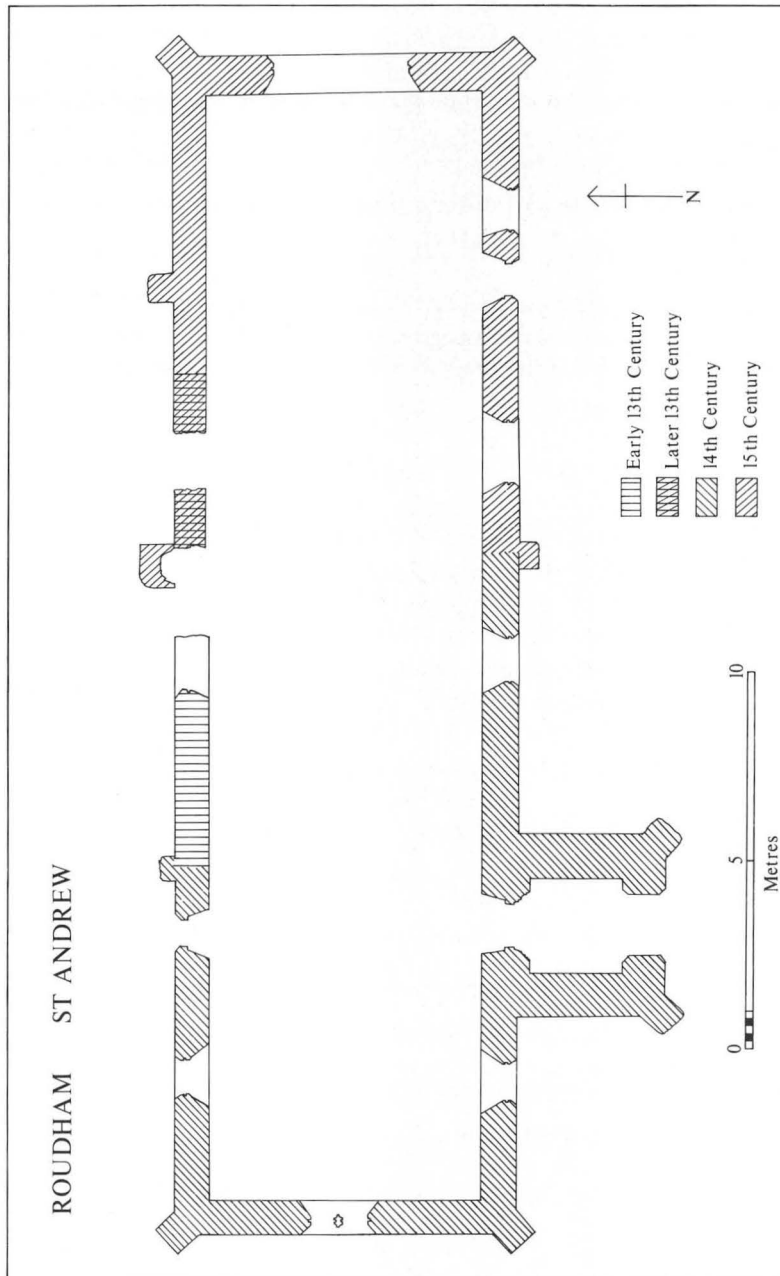 ROUDHAM ST ANDREW
N
Early 13th Century
Later 13th Century
14th Century
15th Century
0 5 10
Metres